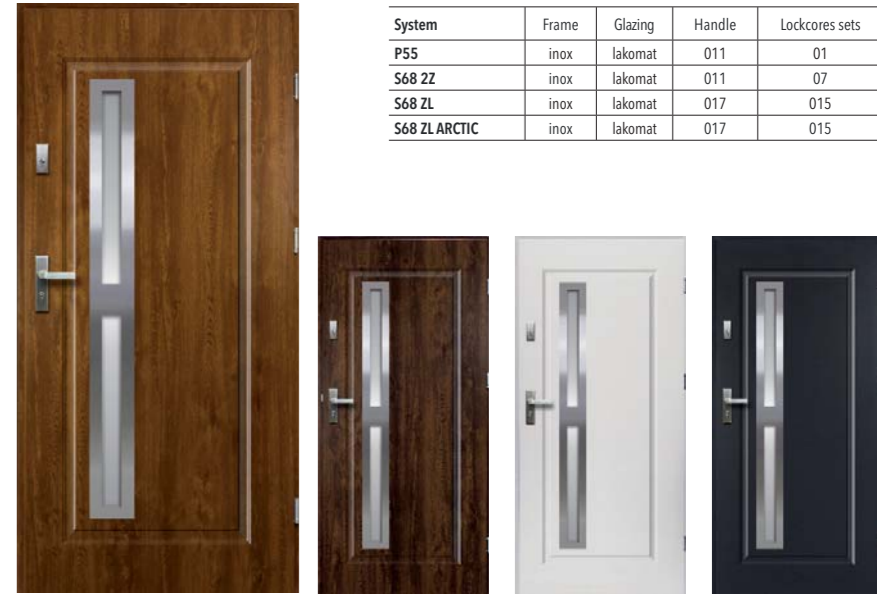 System Frame Glazing Handle Lockcores sets
P55 inox lakomat 011 01
S68 2Z inox lakomat 011 07
S68 ZL inox lakomat 017 015
S68 ZL ARCTIC inox lakomat 017 015